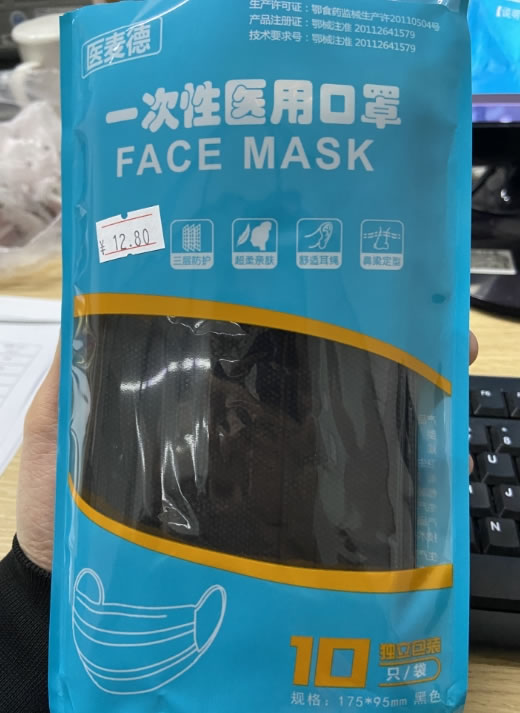 生产许可证：鄂食药监械生产许20110504号
产品注册证：鄂械注准 20112641579
技术要求号：鄂械注准 20112641579
医麦德
一次性医用口罩
FACE MASK
¥ 12.80
三层防护
超柔亲肤
舒适耳绳
鼻梁定型
10
独立包装
只/袋
规格：175*95mm 黑色
U
J
N
M